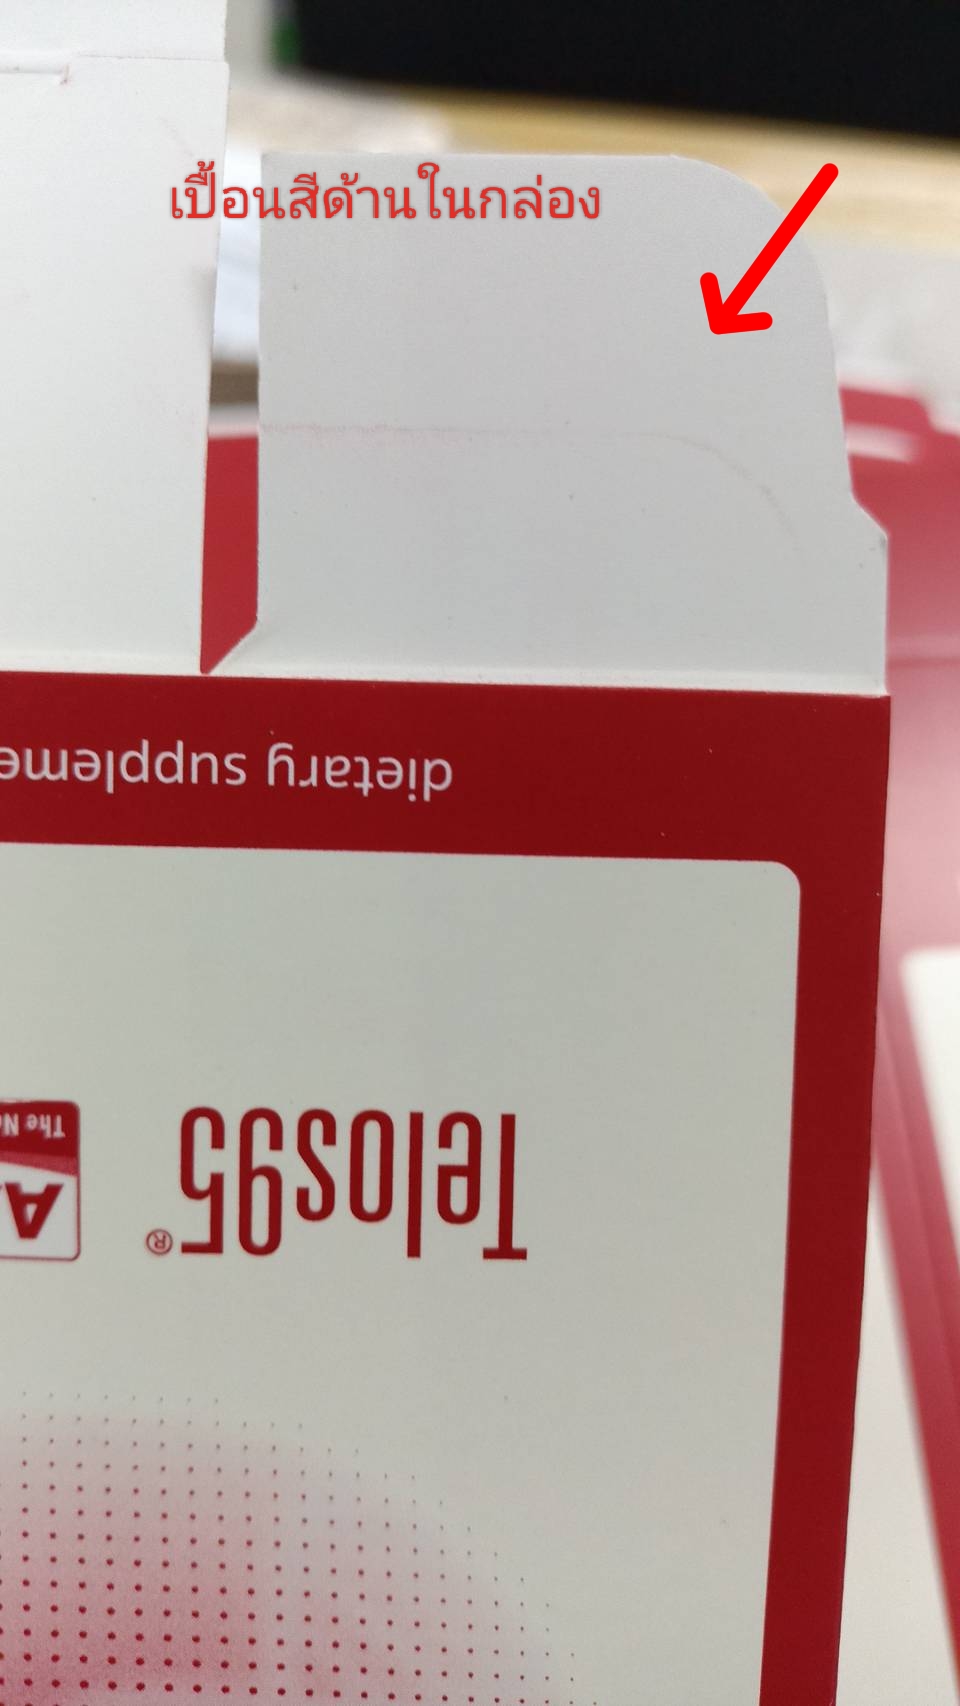 เปื้อนสีด้านในกล่อง
dietary suppleme
Telos95®
The N
A